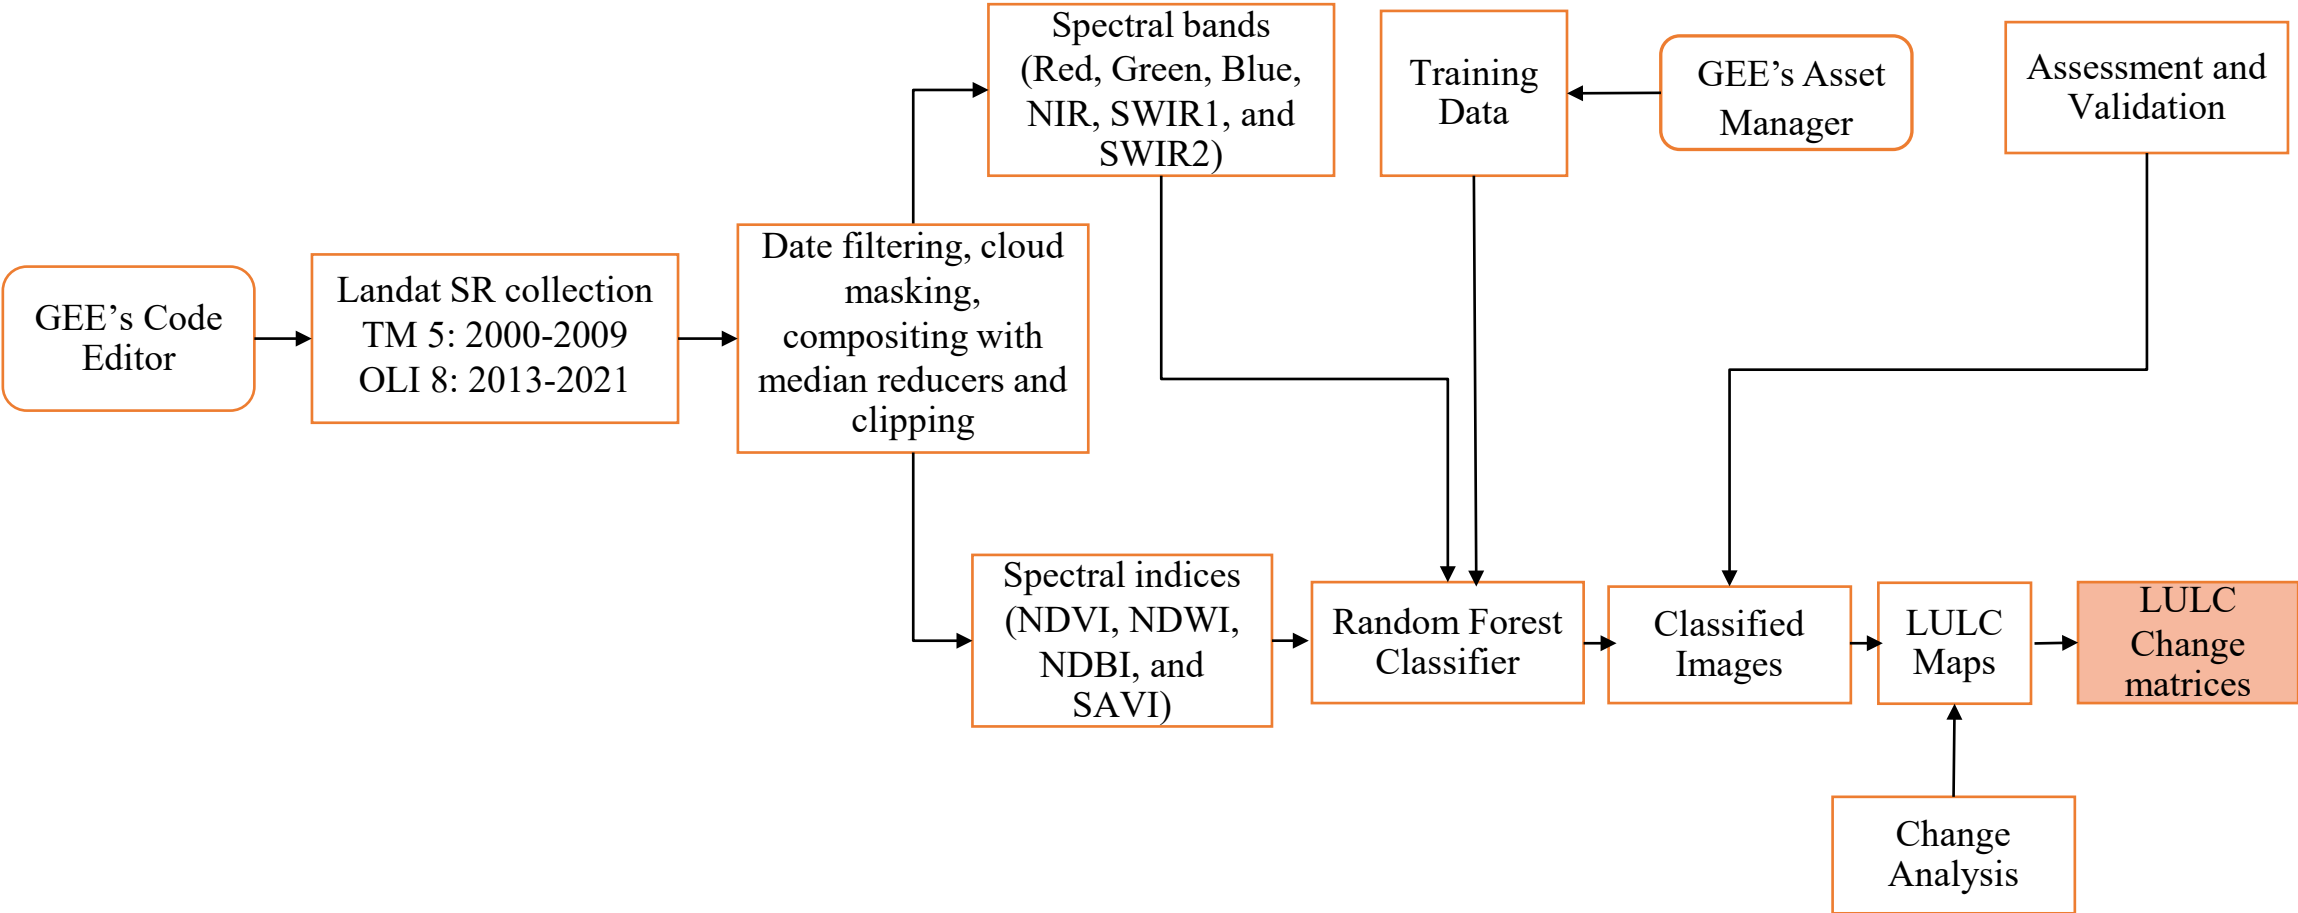 Spectral bands
(Red, Green, Blue,
NIR, SWIR1, and
SWIR2)
Training
Data
GEE’s Asset
Manager
Assessment and
Validation
GEE’s Code
Editor
Landat SR collection
TM 5: 2000-2009
OLI 8: 2013-2021
Date filtering, cloud
masking,
compositing with
median reducers and
clipping
Spectral indices
(NDVI, NDWI,
NDBI, and
SAVI)
Random Forest
Classifier
Classified
Images
LULC
Maps
LULC
Change
matrices
Change
Analysis